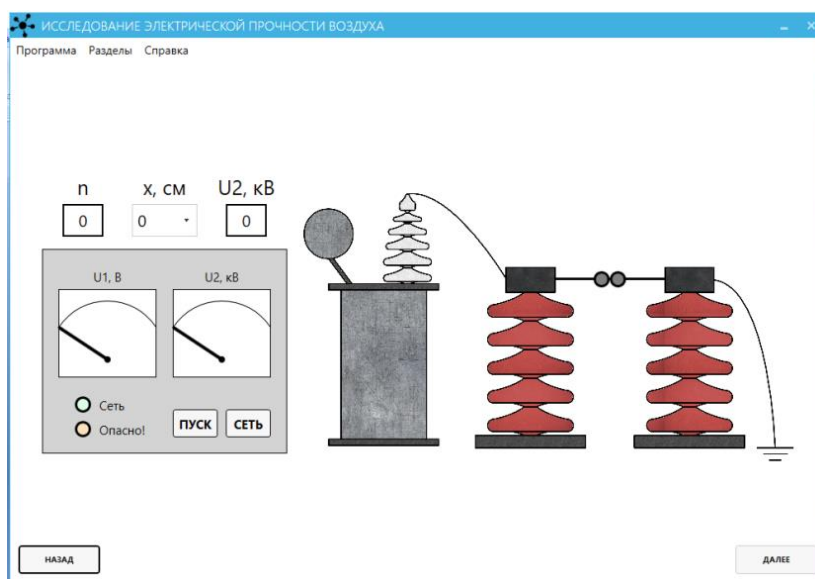 ИССЛЕДОВАНИЕ ЭЛЕКТРИЧЕСКОЙ ПРОЧНОСТИ ВОЗДУХА
Программа Разделы Справка
n х, см U2, кВ
0 0 0
U1, В U2, кВ
Сеть
Опасно!
ПУСК СЕТЬ
НАЗАД ДАЛЕЕ